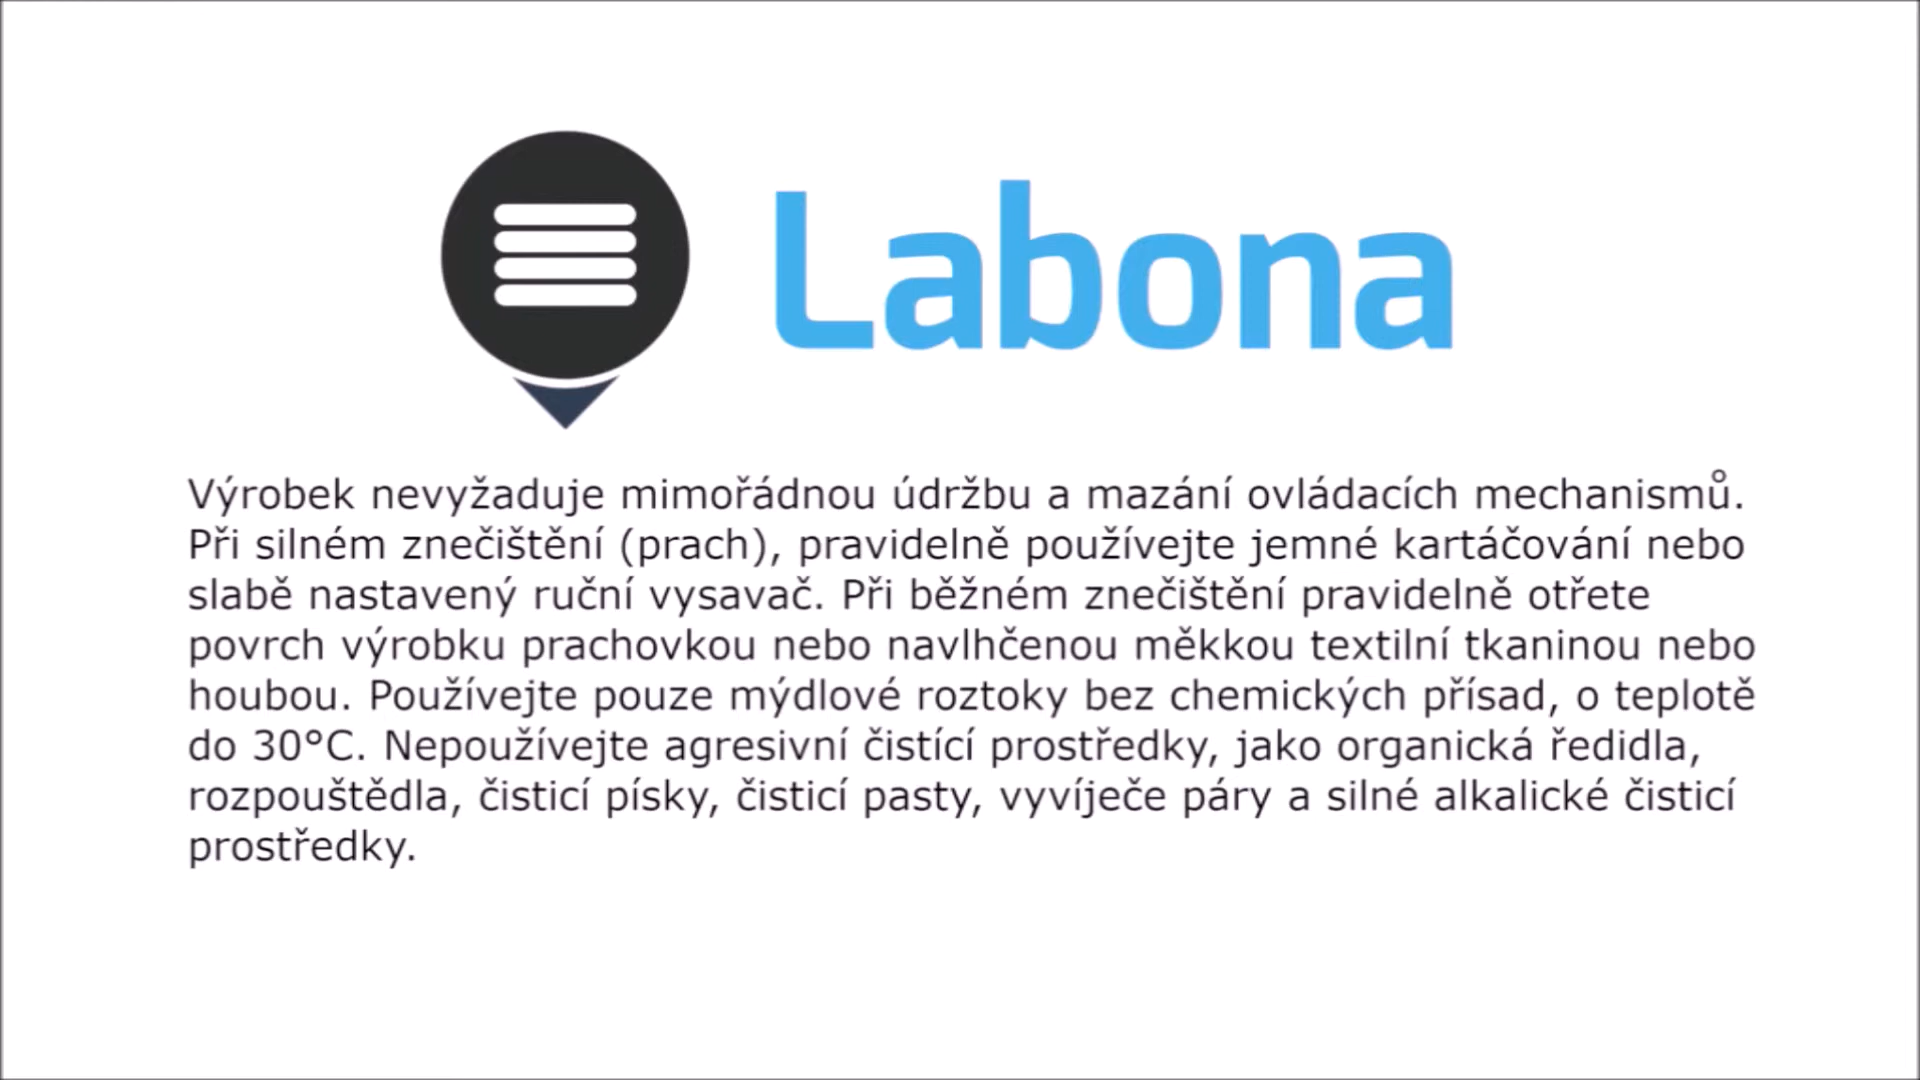 Labona
Výrobek nevyžaduje mimořádnou údržbu a mazání ovládacích mechanismů.
Při silném znečištění (prach), pravidelně používejte jemné kartáčování nebo
slabě nastavený ruční vysavač. Při běžném znečištění pravidelně otřete
povrch výrobku prachovkou nebo navlhčenou měkkou textilní tkaninou nebo
houbou. Používejte pouze mýdlové roztoky bez chemických přísad, o teplotě
do 30°C. Nepoužívejte agresivní čistící prostředky, jako organická ředidla,
rozpouštědla, čisticí písky, čisticí pasty, vyvíječe páry a silné alkalické čisticí
prostředky.